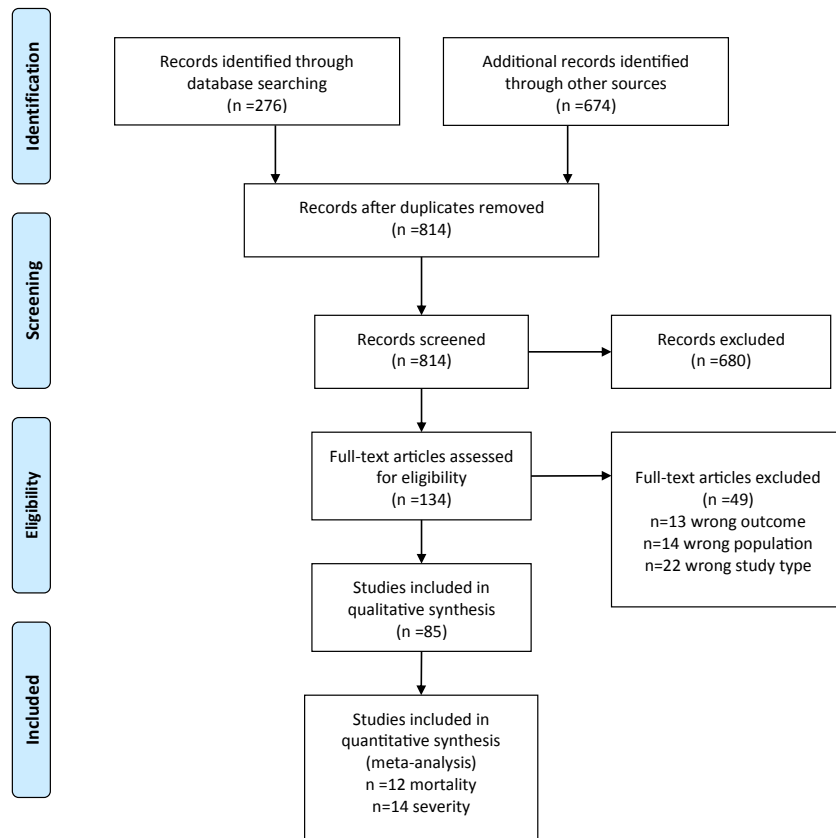 Identification
Records identified through
database searching
(n =276)
Additional records identified
through other sources
(n =674)
Records after duplicates removed
(n =814)
Screening
Records screened
(n =814)
Records excluded
(n =680)
Eligibility
Full-text articles assessed
for eligibility
(n =134)
Full-text articles excluded
(n =49)
n=13 wrong outcome
n=14 wrong population
n=22 wrong study type
Studies included in
qualitative synthesis
(n =85)
Included
Studies included in
quantitative synthesis
(meta-analysis)
n =12 mortality
n=14 severity